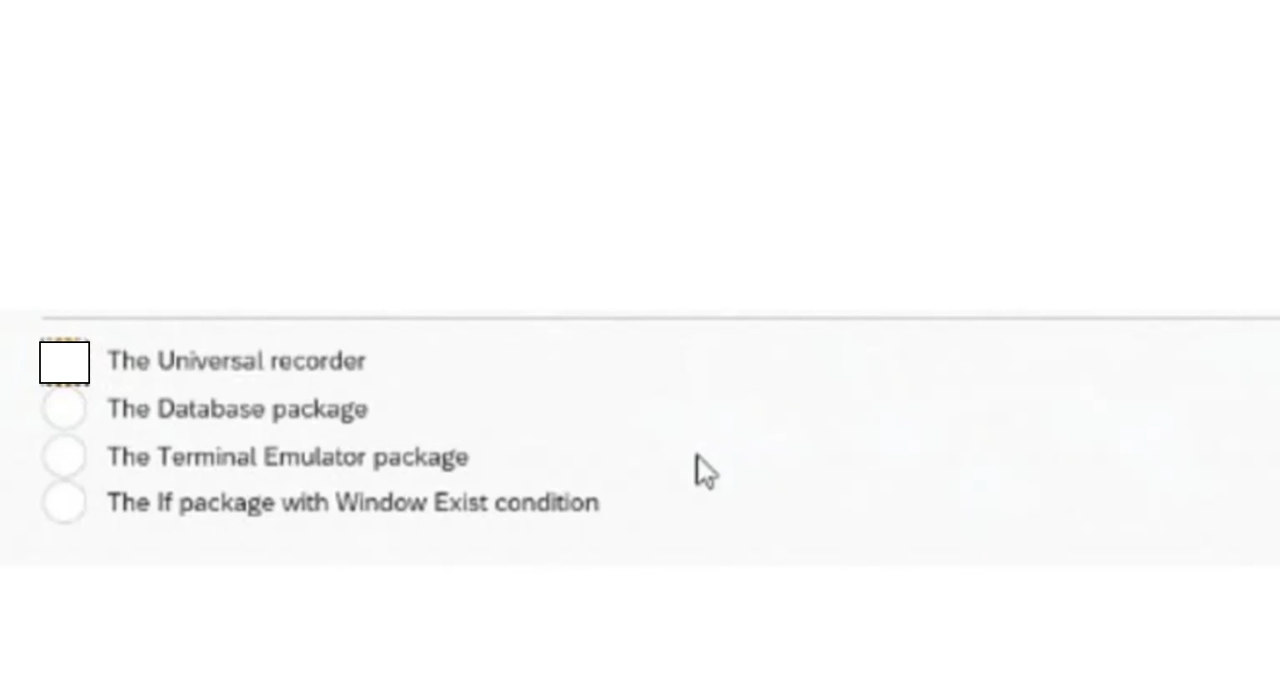 The Universal recorder
The Database package
The Terminal Emulator package
The If package with Window Exist condition